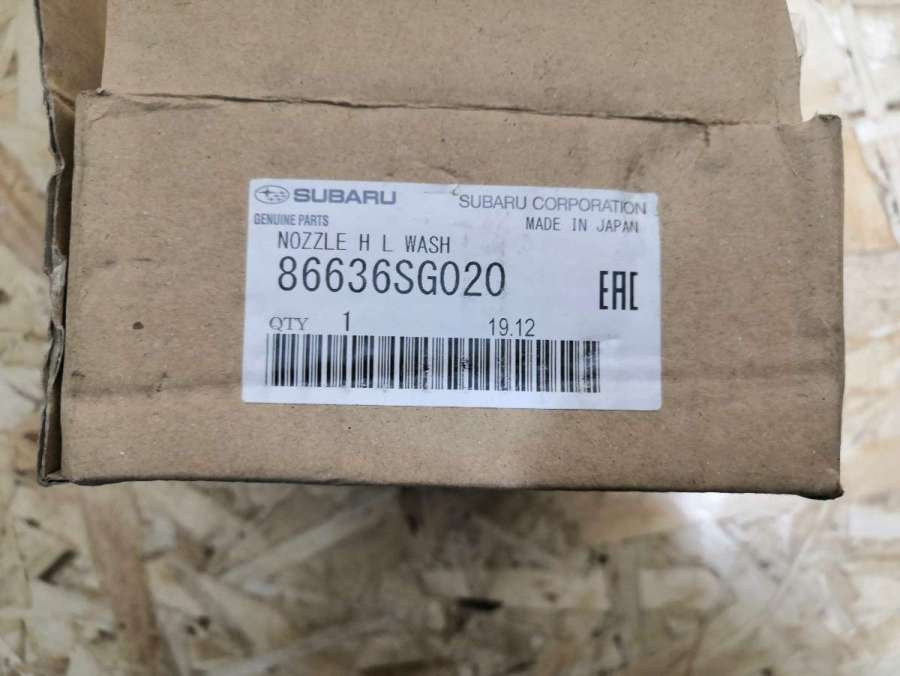 SUBARU SUBARU CORPORATION
GENUINE PARTS MADE IN JAPAN
NOZZLE H L WASH
86636SG020 EAC
QTY 1 19.12